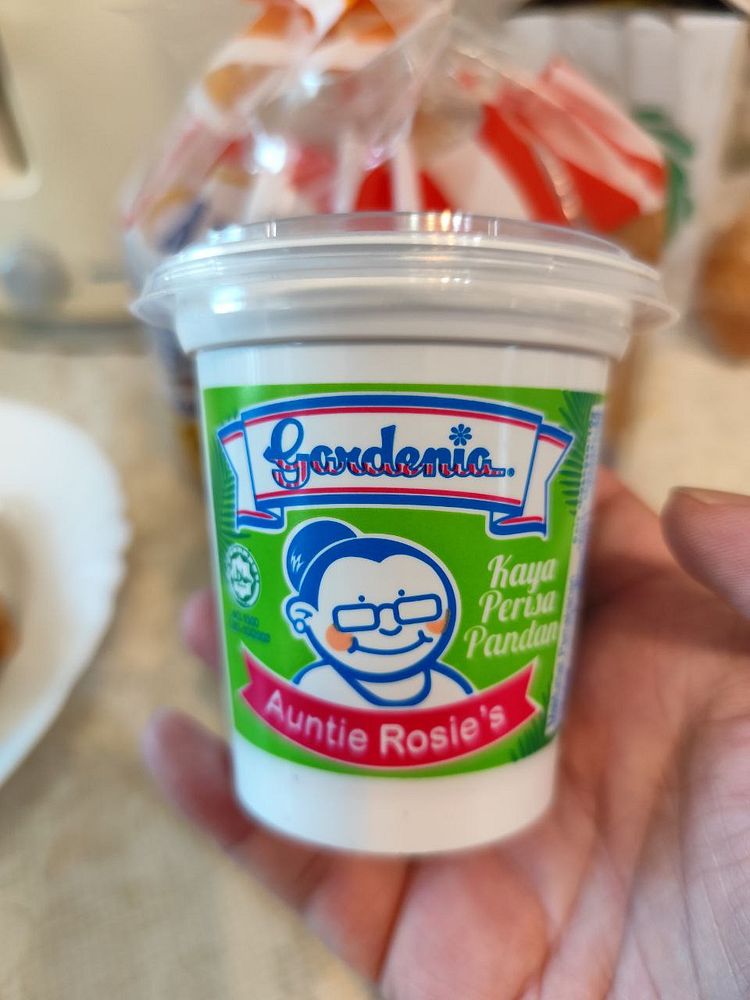 Gardenia
Kaya
Perisa
Pandan
Auntie Rosie's